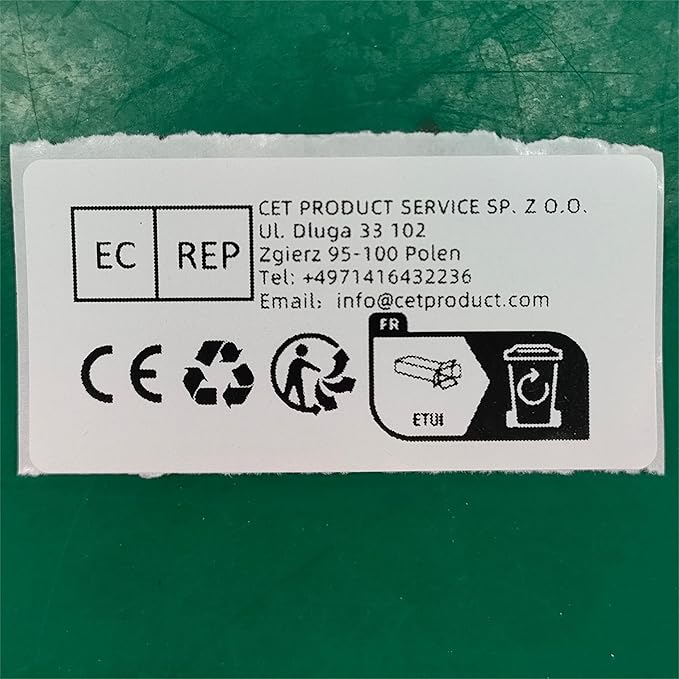 EC REP
CET PRODUCT SERVICE SP. Z O.O.
Ul. Dluga 33 102
Zgierz 95-100 Polen
Tel: +4971416432236
Email: info@cetproduct.com
CE
FR
ETUI